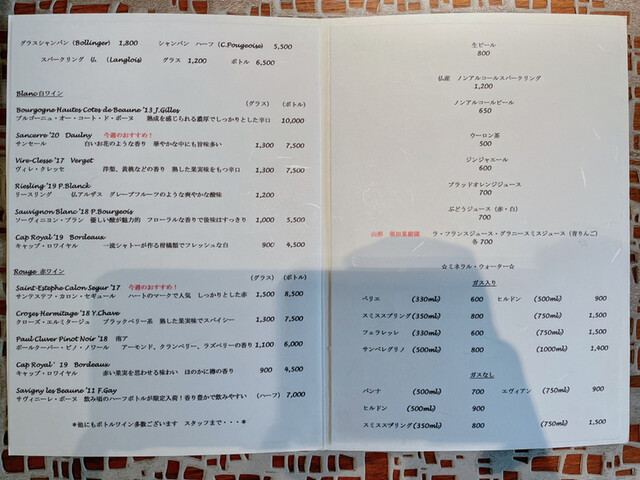 グラスシャンパン (Bollinger) 1,800 シャンパン ハーフ (C.Pougeoise) 5,500
スパークリング 仏 (Langlois) グラス 1,200 ボトル 6,500
Blanc 白ワイン (グラス) (ボトル)
Bourgogne Hautes Cotes de Beaune '13 J.Gilles
ブルゴーニュ・オー・コート・ド・ボーヌ 熟成を感じられる濃厚でしっかりとした辛口 10,000
Sancerre '20 Daulny 今週のおすすめ!
サンセール 白いお花のような香り 華やかな中にも旨味多い 1,300 7,500
Vire-Clesse '17 Verget
ヴィレ・クレッセ 洋梨、黄桃などの香り 熟した果実味をもつ辛口 1,300 7,500
Riesling '19 P.Blanck
リースリング 仏アルザス グレープフルーツのような爽やかな酸味 1,200
Sauvignon Blanc '18 P.Bourgeois
ソーヴィニヨン・ブラン 優しい酸が魅力的 フローラルな香りで後味はすっきり 1,000 5,500
Cap Royal '19 Bordeaux
キャップ・ロワイヤル 一流シャトーが作る柑橘類でフレッシュな白 900 4,500
Rouge 赤ワイン (グラス) (ボトル)
Saint-Estephe Calon Segur '17 今週のおすすめ!
サンテステフ・カロン・セギュール ハートのマークで人気 しっかりとした赤 1,500 8,500
Crozes Hermitage '18 Y.Chave
クローズ・エルミタージュ ブラックベリー系 熟した果実味でスパイシー 1,300 7,500
Paul Cluver Pinot Noir '18 南ア
ポールクルーバー・ピノ・ノワール アーモンド、クランベリー、ラズベリーの香り 1,100 6,000
Cap Royal '19 Bordeaux
キャップ・ロワイヤル 赤い果実を思わせる味わい ほのかに樽の香り 900 4,500
Savigny les Beaune '11 F.Gay
サヴィニーレ・ボーヌ 飲み頃のハーフボトルが限定入荷!香り豊かで飲みやすい (ハーフ) 7,000
*他にもボトルワイン多数ございます スタッフまで・・・*
生ビール
800
仏産 ノンアルコールスパークリング
1,200
ノンアルコールビール
650
ウーロン茶
500
ジンジャエール
600
ブラッドオレンジジュース
700
ぶどうジュース (赤・白)
700
ラ・フランスジュース・グラニースミスジュース (青りんご)
各 700
☆ミネラル・ウォーター☆
ガス入り
ペリエ (330ml) 600 ヒルドン (500ml) 900
スミススプリング (350ml) 800 (750ml) 1,500
フェラレッレ (330ml) 600 (750ml) 1,500
サンペレグリノ (500ml) 800 (1000ml) 1,400
ガスなし
パンナ (500ml) 700 エヴィアン (750ml) 900
ヒルドン (500ml) 900
スミススプリング (350ml) 800 (750ml) 1,500